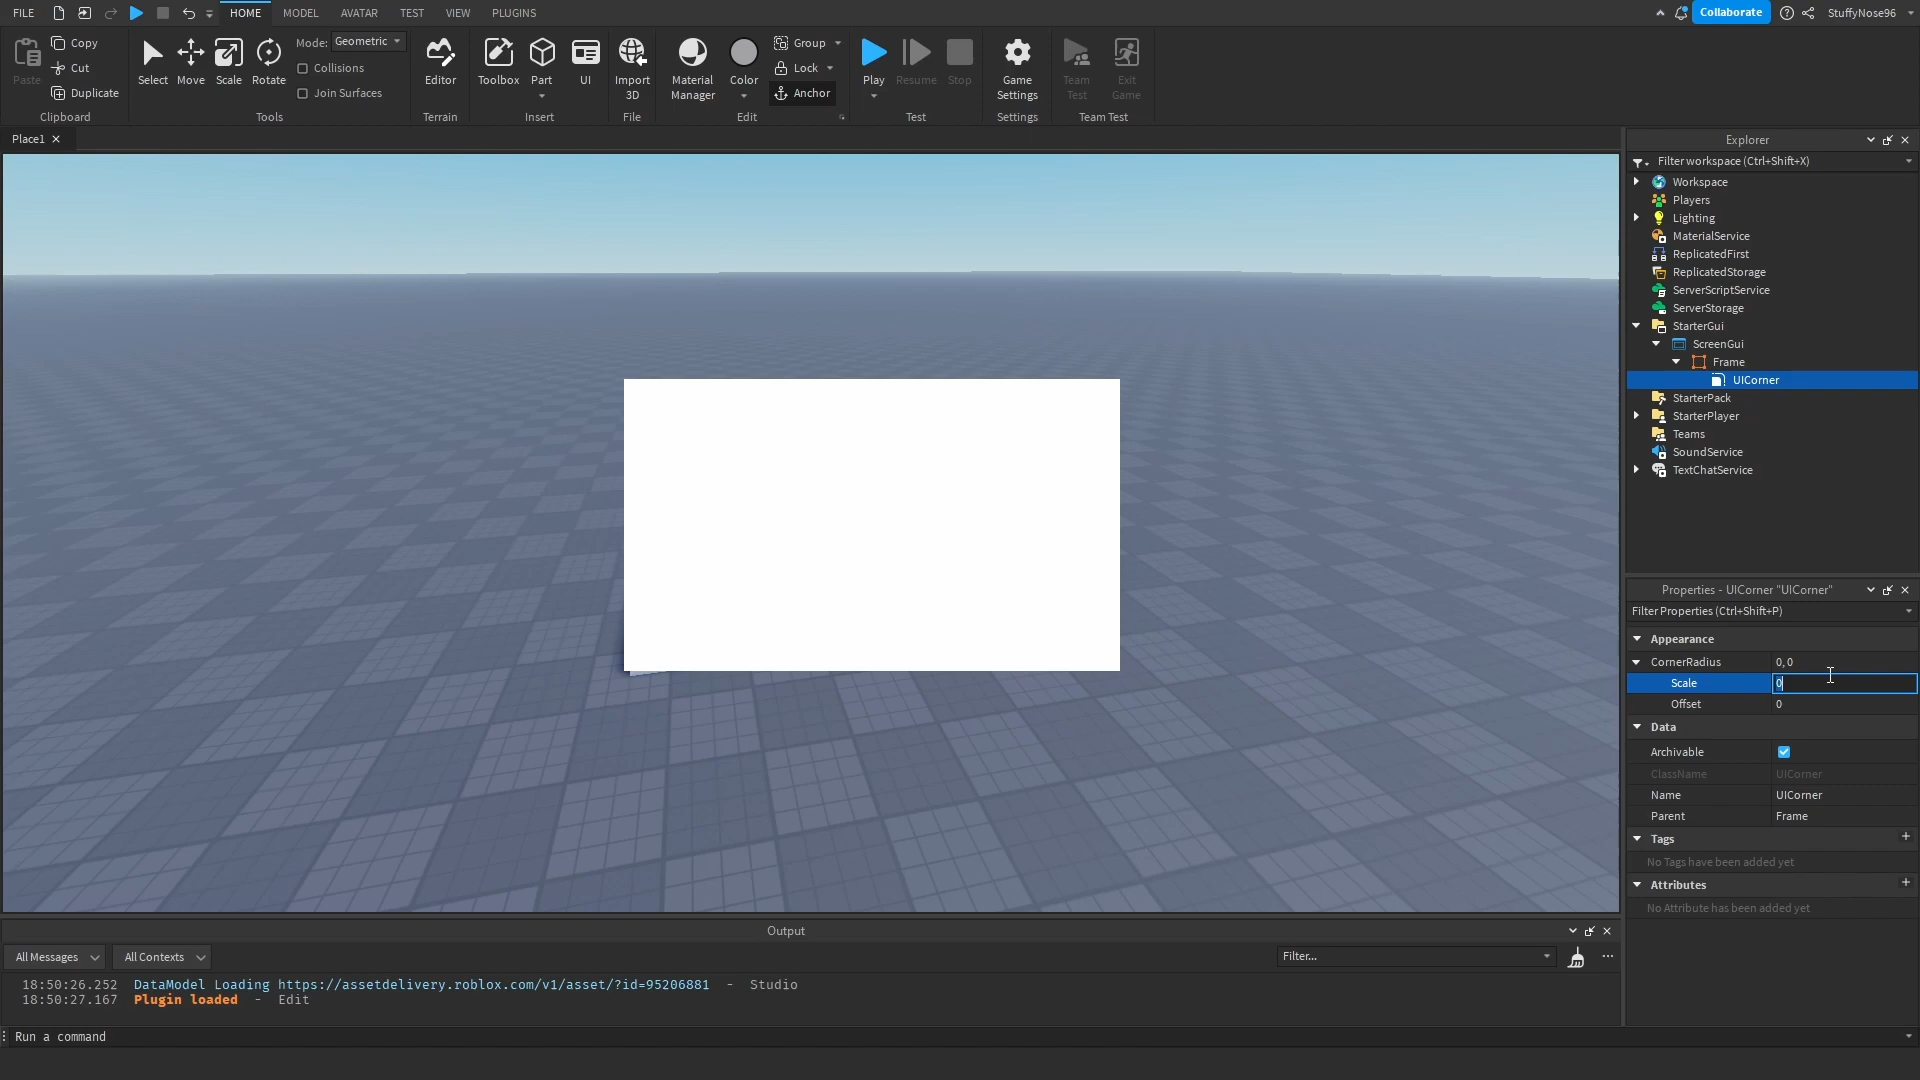 FILE HOME MODEL AVATAR TEST VIEW PLUGINS Collaborate StuffyNose96
Paste
Copy
Cut
Duplicate
Clipboard
Select Move Scale Rotate
Mode: Geometric
Collisions
Join Surfaces
Tools
Editor
Terrain
Toolbox Part UI
Insert
Import
3D
File
Material
Manager
Color
Group
Lock
Anchor
Edit
Play Resume Stop
Test
Game
Settings
Settings
Team
Test
Exit
Game
Team Test
Place1
Explorer
Filter workspace (Ctrl+Shift+X)
Workspace
Players
Lighting
MaterialService
ReplicatedFirst
ReplicatedStorage
ServerScriptService
ServerStorage
StarterGui
ScreenGui
Frame
UICorner
StarterPack
StarterPlayer
Teams
SoundService
TextChatService
Properties - UICorner "UICorner"
Filter Properties (Ctrl+Shift+P)
Appearance
CornerRadius 0, 0
Scale 0
Offset 0
Data
Archivable
ClassName UICorner
Name UICorner
Parent Frame
Tags +
No Tags have been added yet
Attributes +
No Attribute has been added yet
Output
All Messages All Contexts Filter...
18:50:26.252 DataModel Loading https://assetdelivery.roblox.com/v1/asset/?id=95206881 - Studio
18:50:27.167 Plugin loaded - Edit
Run a command